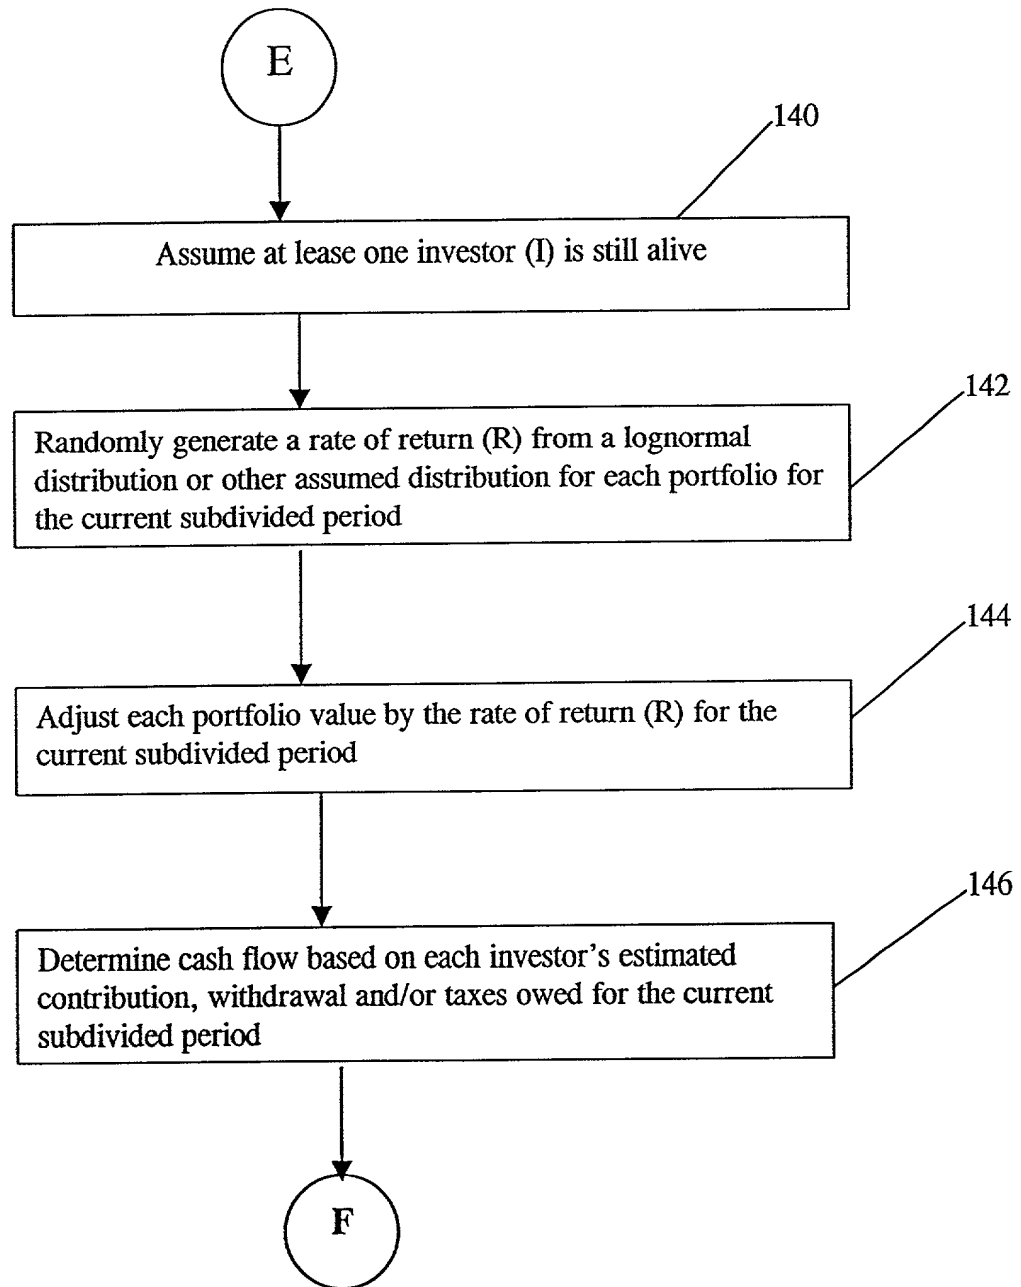 E
140
Assume at lease one investor (I) is still alive
142
Randomly generate a rate of return (R) from a lognormal
distribution or other assumed distribution for each portfolio for
the current subdivided period
144
Adjust each portfolio value by the rate of return (R) for the
current subdivided period
146
Determine cash flow based on each investor's estimated
contribution, withdrawal and/or taxes owed for the current
subdivided period
F